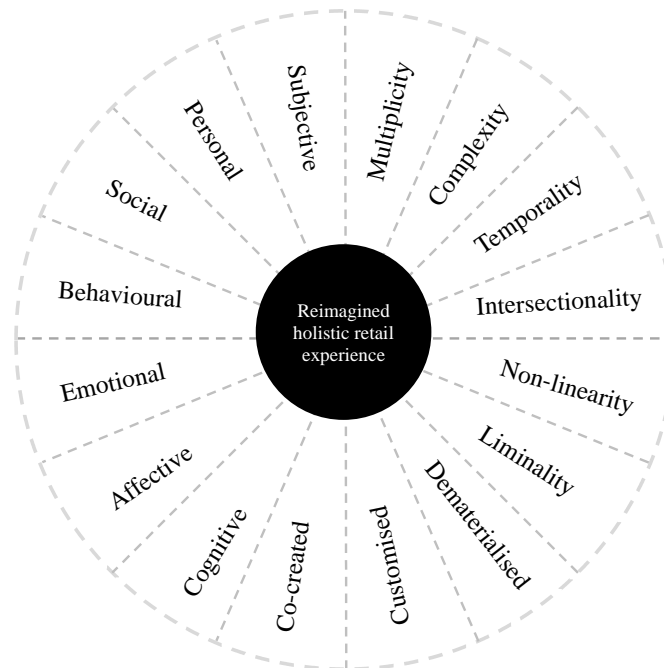 Subjective
Multiplicity
Complexity
Temporality
Intersectionality
Non-linearity
Liminality
Dematerialised
Customised
Co-created
Cognitive
Affective
Emotional
Behavioural
Social
Personal
Reimagined
holistic retail
experience